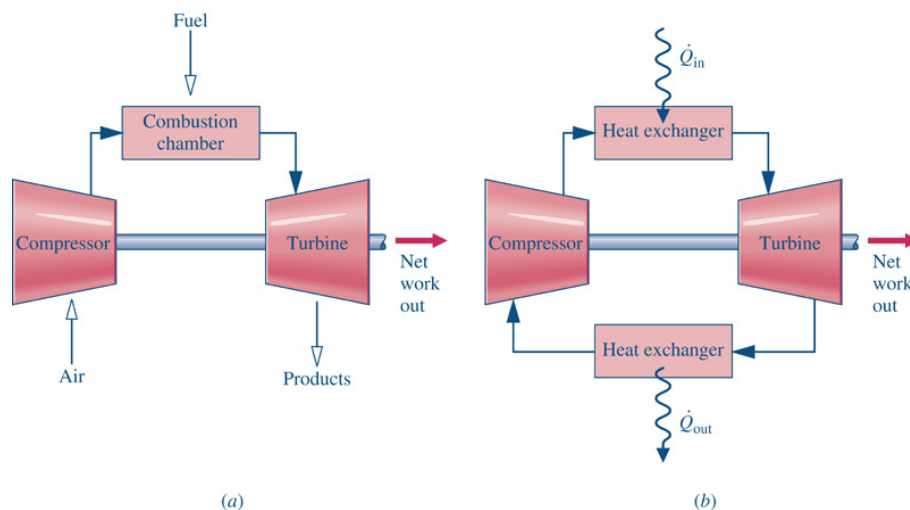 Fuel
Combustion
chamber
Compressor
Turbine
Net
work
out
Air
Products
(a)
Q̇in
Heat exchanger
Compressor
Turbine
Net
work
out
Heat exchanger
Q̇out
(b)